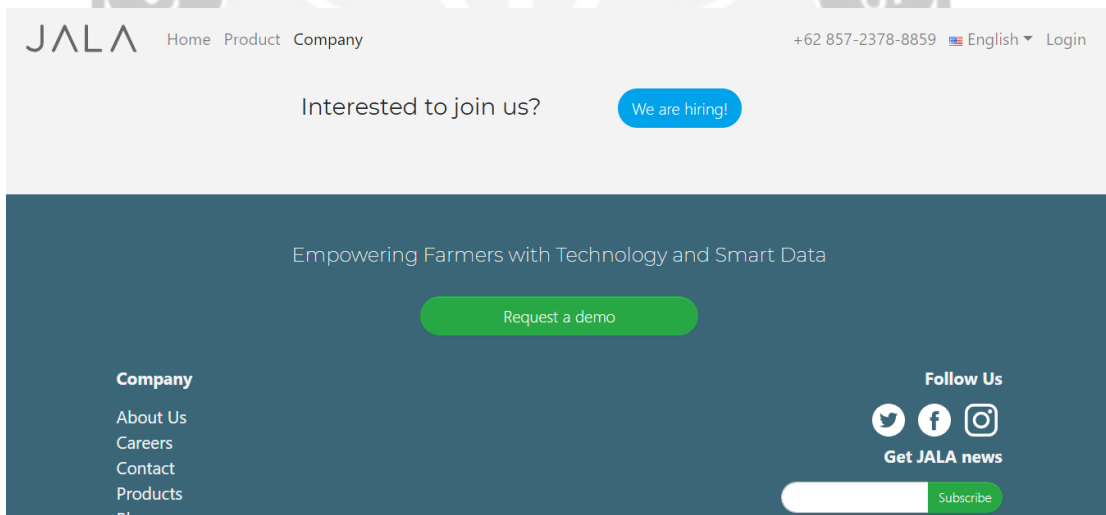 JALA Home Product Company +62 857-2378-8859 English Login
Interested to join us? We are hiring!
Empowering Farmers with Technology and Smart Data
Request a demo
Company
About Us
Careers
Contact
Products
Follow Us
Get JALA news
Subscribe